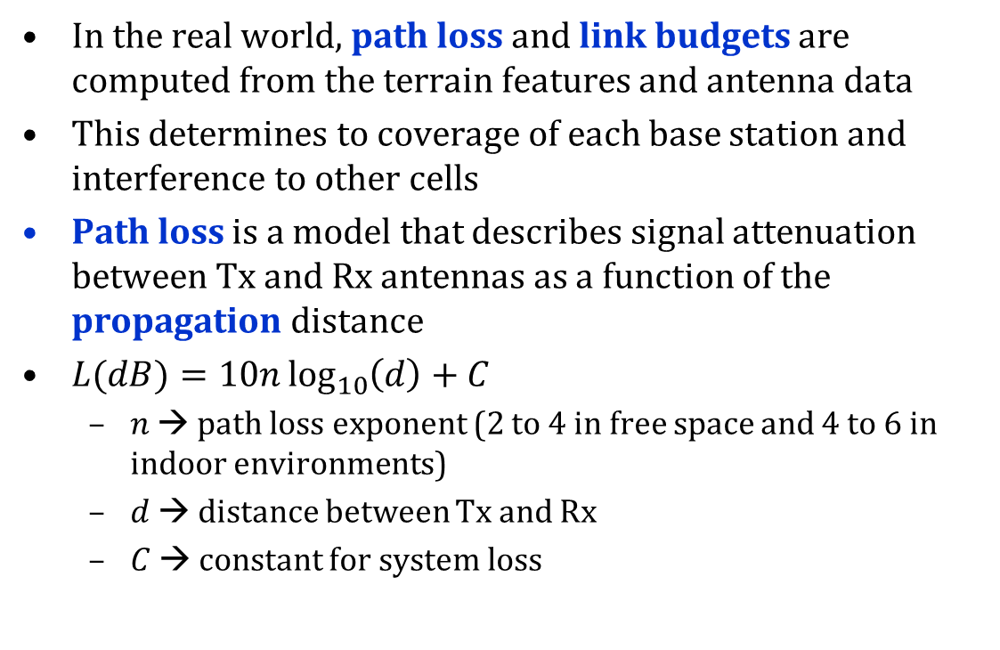 • In the real world, path loss and link budgets are
computed from the terrain features and antenna data
• This determines to coverage of each base station and
interference to other cells
• Path loss is a model that describes signal attenuation
between Tx and Rx antennas as a function of the
propagation distance
• L(dB) = 10n log₁₀(d) + C
– n → path loss exponent (2 to 4 in free space and 4 to 6 in
indoor environments)
– d → distance between Tx and Rx
– C → constant for system loss